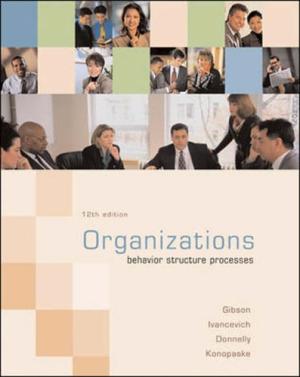 12th edition
Organizations
behavior structure processes
Gibson
Ivancevich
Donnelly
Konopaske